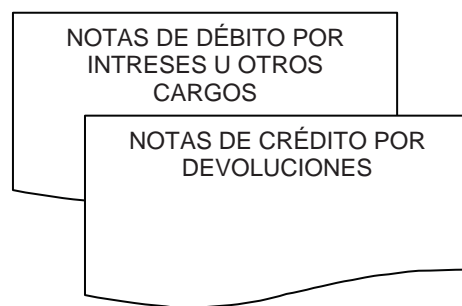 NOTAS DE DÉBITO POR
INTRESES U OTROS
CARGOS
NOTAS DE CRÉDITO POR
DEVOLUCIONES